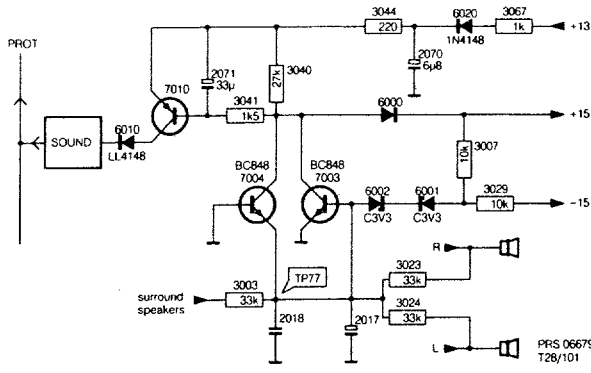 PROT
SOUND
6010
LL4148
7010
2071
33µ
3041
1k5
3040
27k
3044
220
6020
1N4148
3067
1k
+13
2070
6µ8
6000
+15
3007
10k
BC848
7004
BC848
7003
6002
C3V3
6001
C3V3
3029
10k
-15
surround
speakers
3003
33k
TP77
2018
2017
3023
33k
3024
33k
R
L
PRS 06679
T28/101